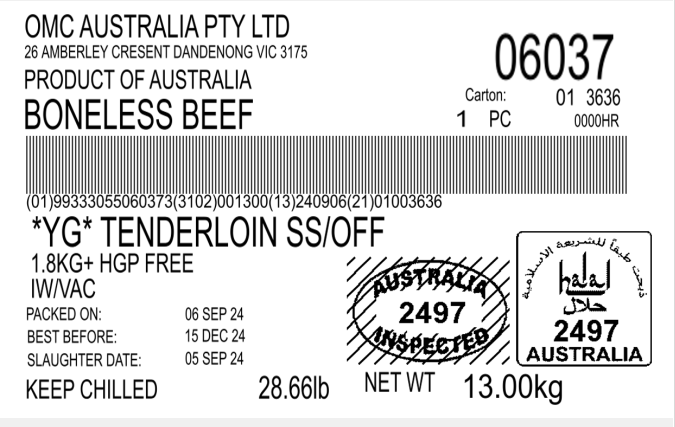 OMC AUSTRALIA PTY LTD
26 AMBERLEY CRESENT DANDENONG VIC 3175
PRODUCT OF AUSTRALIA
BONELESS BEEF
06037
Carton: 01 3636
1 PC 0000HR
(01)99333055060373(3102)001300(13)240906(21)01003636
*YG* TENDERLOIN SS/OFF
1.8KG+ HGP FREE
IW/VAC
PACKED ON: 06 SEP 24
BEST BEFORE: 15 DEC 24
SLAUGHTER DATE: 05 SEP 24
KEEP CHILLED 28.66lb NET WT 13.00kg
AUSTRALIA
2497
INSPECTED
ذبحت طبقاً للشريعة الإسلامية
halal
حلال
2497
AUSTRALIA